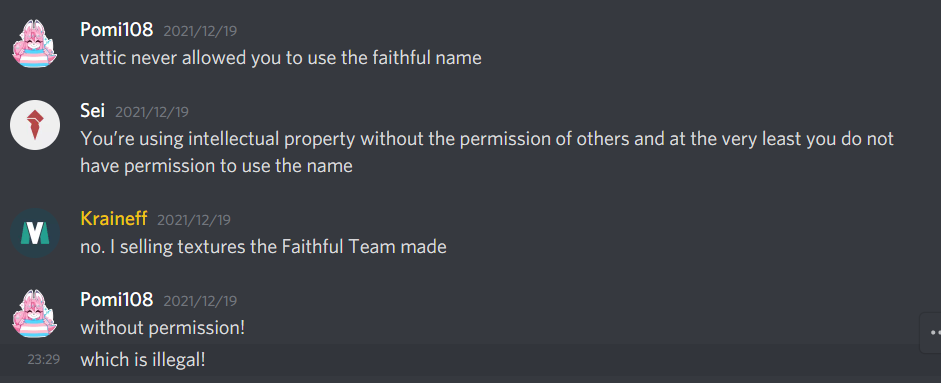 Pomi108 2021/12/19
vattic never allowed you to use the faithful name
Sei 2021/12/19
You're using intellectual property without the permission of others and at the very least you do not
have permission to use the name
Kraineff 2021/12/19
no. I selling textures the Faithful Team made
Pomi108 2021/12/19
without permission!
23:29 which is illegal!